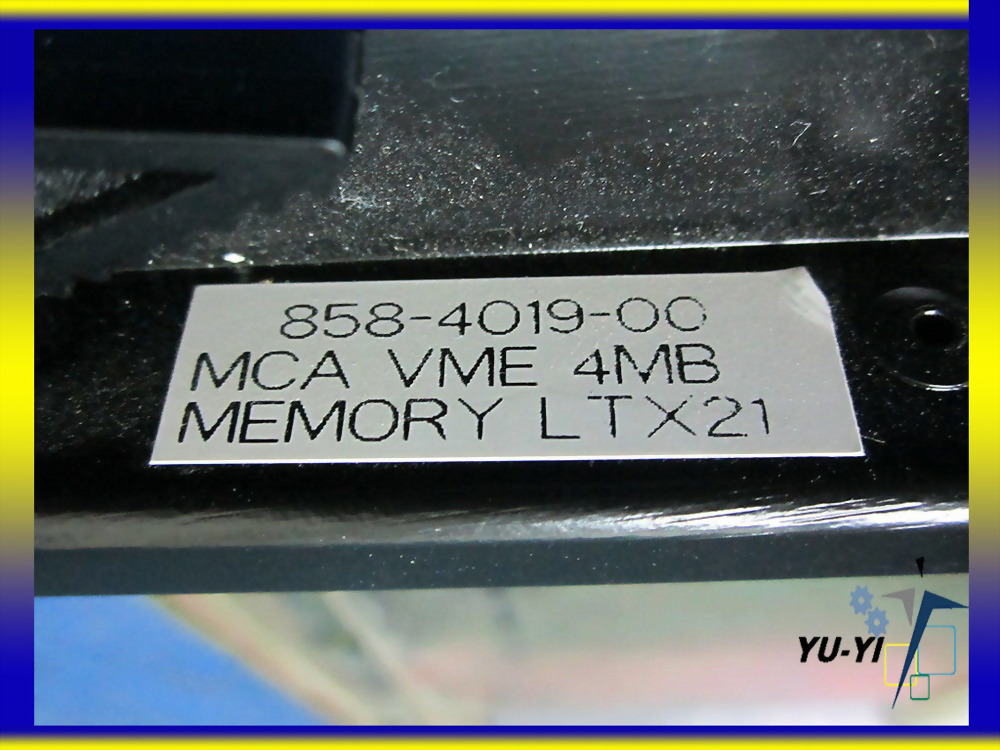 858-4019-00
MCA VME 4MB
MEMORY LTX21
YU-YI